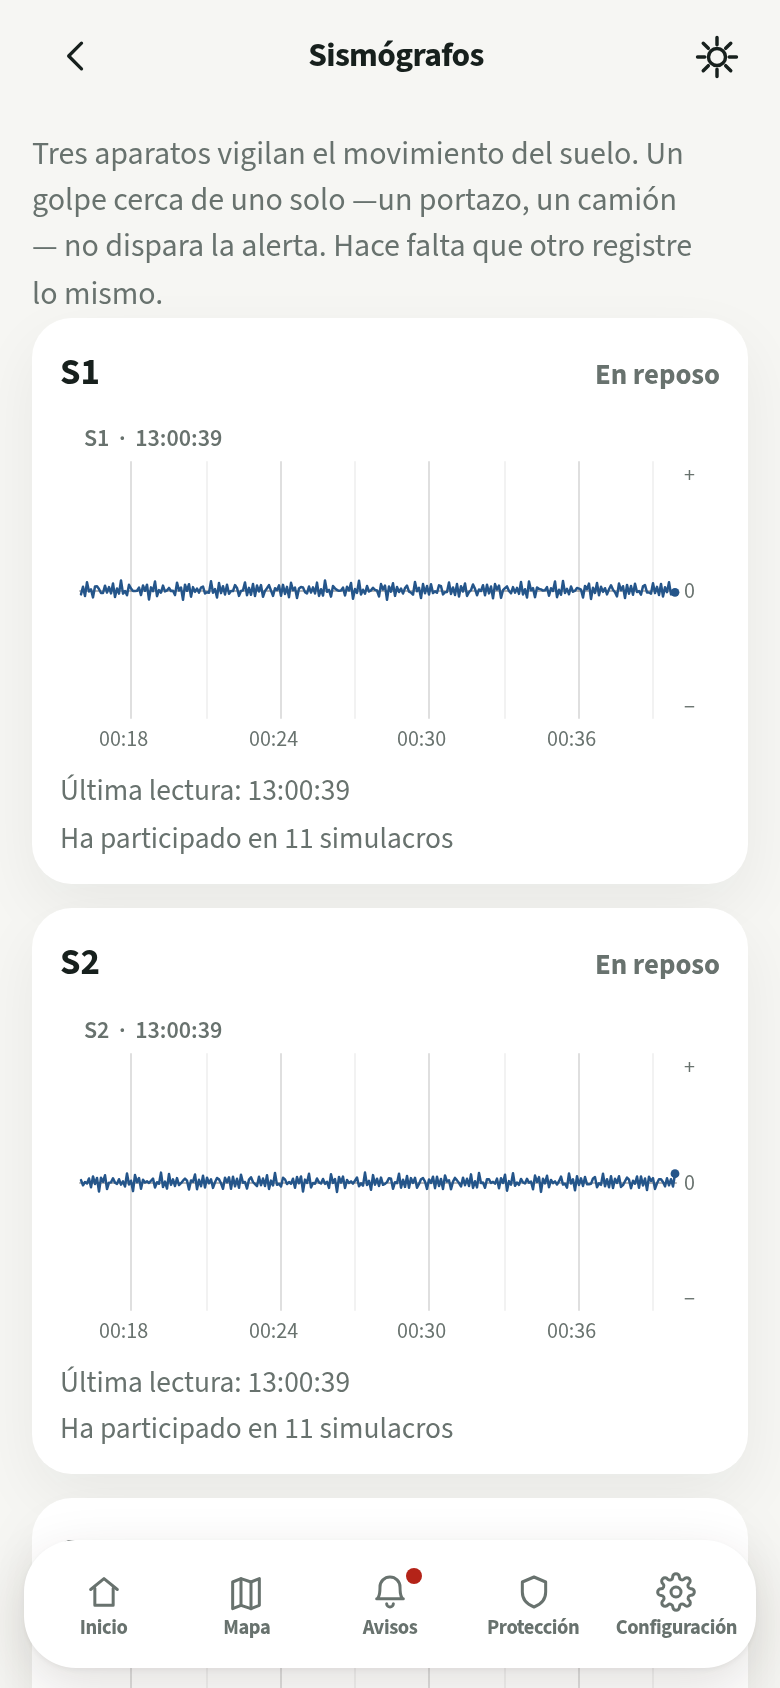 Sismógrafos
Tres aparatos vigilan el movimiento del suelo. Un
golpe cerca de uno solo —un portazo, un camión
— no dispara la alerta. Hace falta que otro registre
lo mismo.
S1
En reposo
S1 · 13:00:39
+
0
−
00:18 00:24 00:30 00:36
Última lectura: 13:00:39
Ha participado en 11 simulacros
S2
En reposo
S2 · 13:00:39
+
0
−
00:18 00:24 00:30 00:36
Última lectura: 13:00:39
Ha participado en 11 simulacros
Inicio Mapa Avisos Protección Configuración